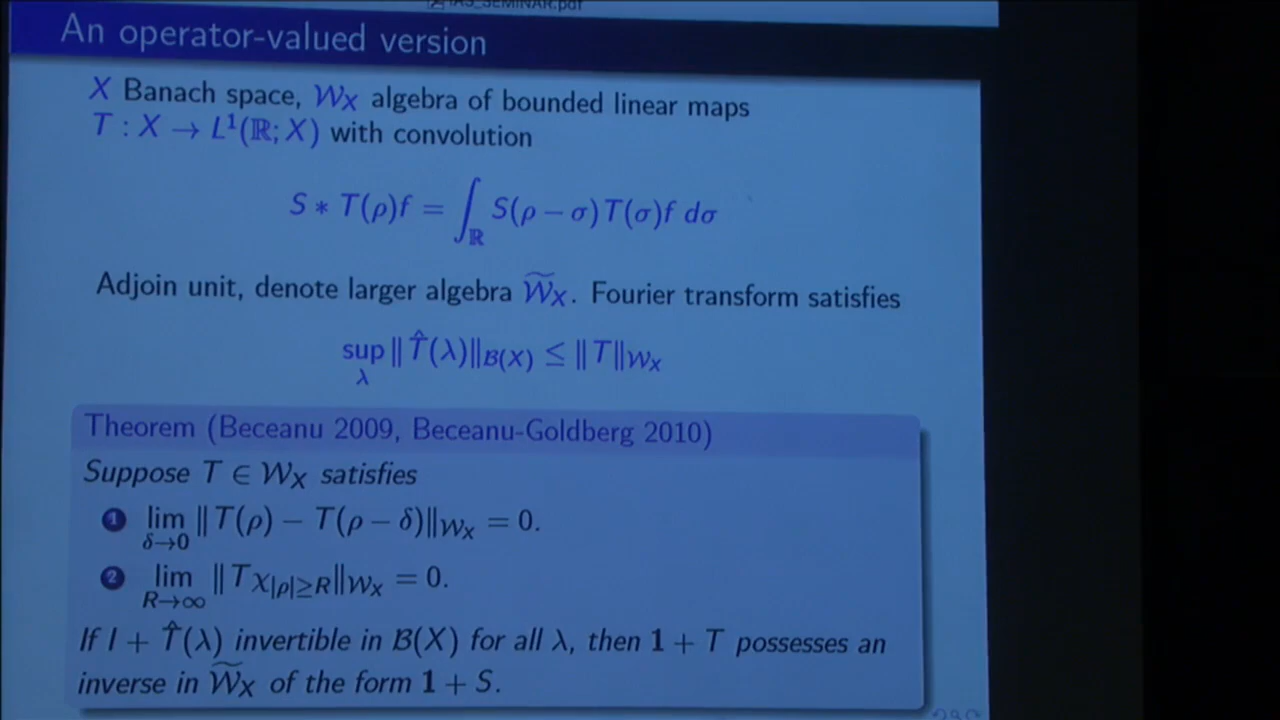 IAS_SEMINAR.pdf
An operator-valued version
X Banach space, 𝒲_X algebra of bounded linear maps
T : X → L¹(ℝ; X) with convolution
S ∗ T(ρ)f = ∫_ℝ S(ρ − σ)T(σ)f dσ
Adjoin unit, denote larger algebra 𝒲̃_X. Fourier transform satisfies
sup_λ ‖T̂(λ)‖_{ℬ(X)} ≤ ‖T‖_{𝒲_X}
Theorem (Beceanu 2009, Beceanu-Goldberg 2010)
Suppose T ∈ 𝒲_X satisfies
1 lim_{δ→0} ‖T(ρ) − T(ρ − δ)‖_{𝒲_X} = 0.
2 lim_{R→∞} ‖Tχ_{|ρ|≥R}‖_{𝒲_X} = 0.
If I + T̂(λ) invertible in ℬ(X) for all λ, then 1 + T possesses an
inverse in 𝒲̃_X of the form 1 + S.